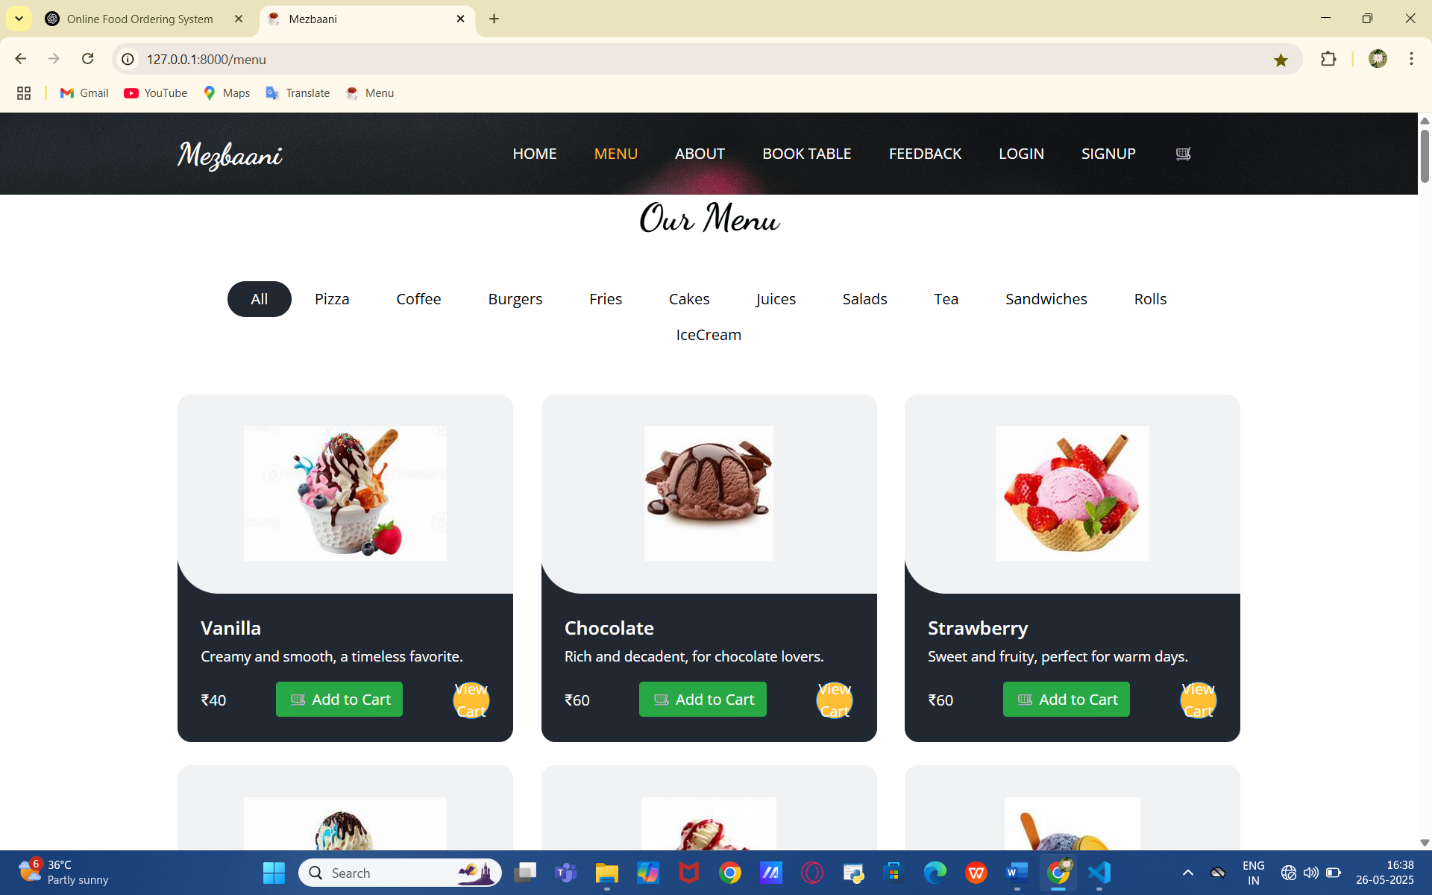 Online Food Ordering System
Mezbaani
127.0.0.1:8000/menu
Gmail
YouTube
Maps
Translate
Menu
Mezbaani
HOME
MENU
ABOUT
BOOK TABLE
FEEDBACK
LOGIN
SIGNUP
Our Menu
All
Pizza
Coffee
Burgers
Fries
Cakes
Juices
Salads
Tea
Sandwiches
Rolls
IceCream
Vanilla
Creamy and smooth, a timeless favorite.
₹40
Add to Cart
View
Cart
Chocolate
Rich and decadent, for chocolate lovers.
₹60
Add to Cart
View
Cart
Strawberry
Sweet and fruity, perfect for warm days.
₹60
Add to Cart
View
Cart
6
36°C
Partly sunny
Search
ENG
IN
16:38
26-05-2025